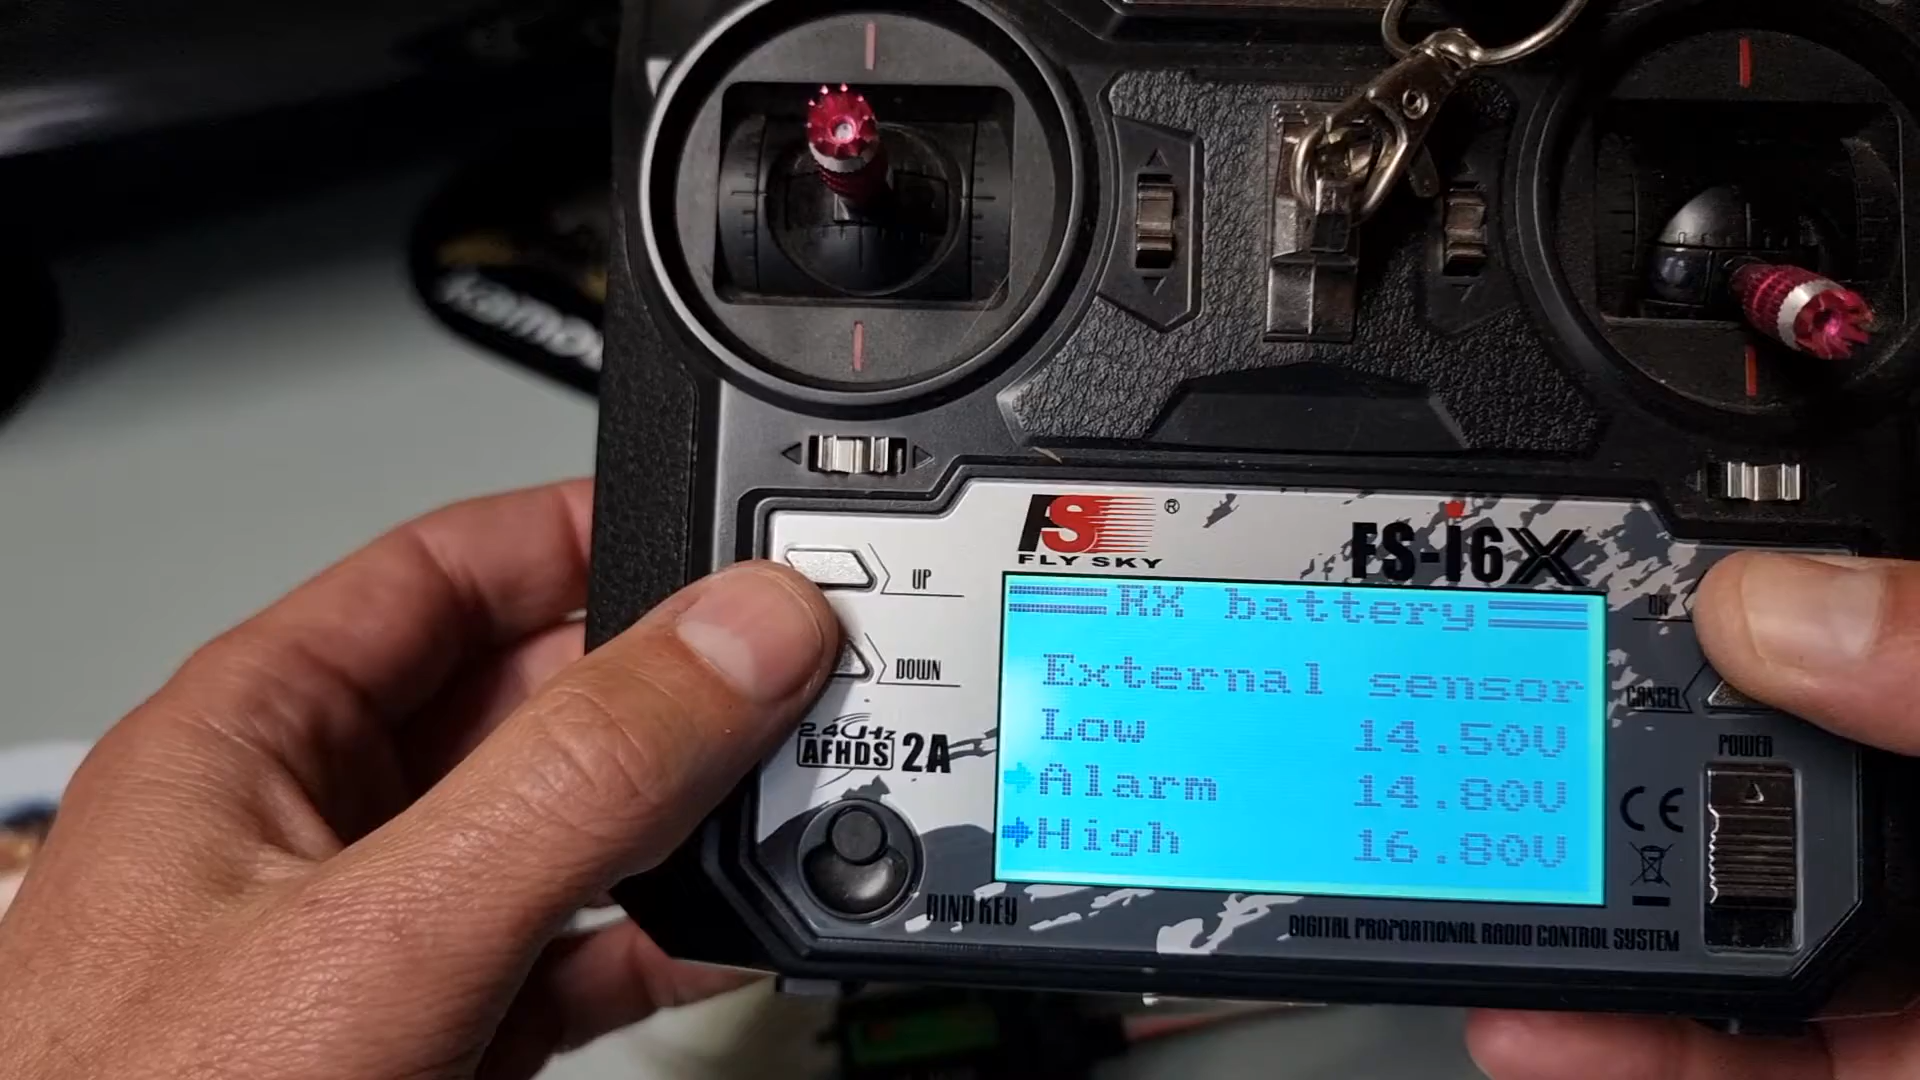 FS ®
FLY SKY
FS-i6X
UP
DOWN
OK
CANCEL
RX battery
External sensor
Low 14.50V
Alarm 14.80V
High 16.80V
2.4GHz
AFHDS 2A
BIND KEY
POWER
CE
DIGITAL PROPORTIONAL RADIO CONTROL SYSTEM